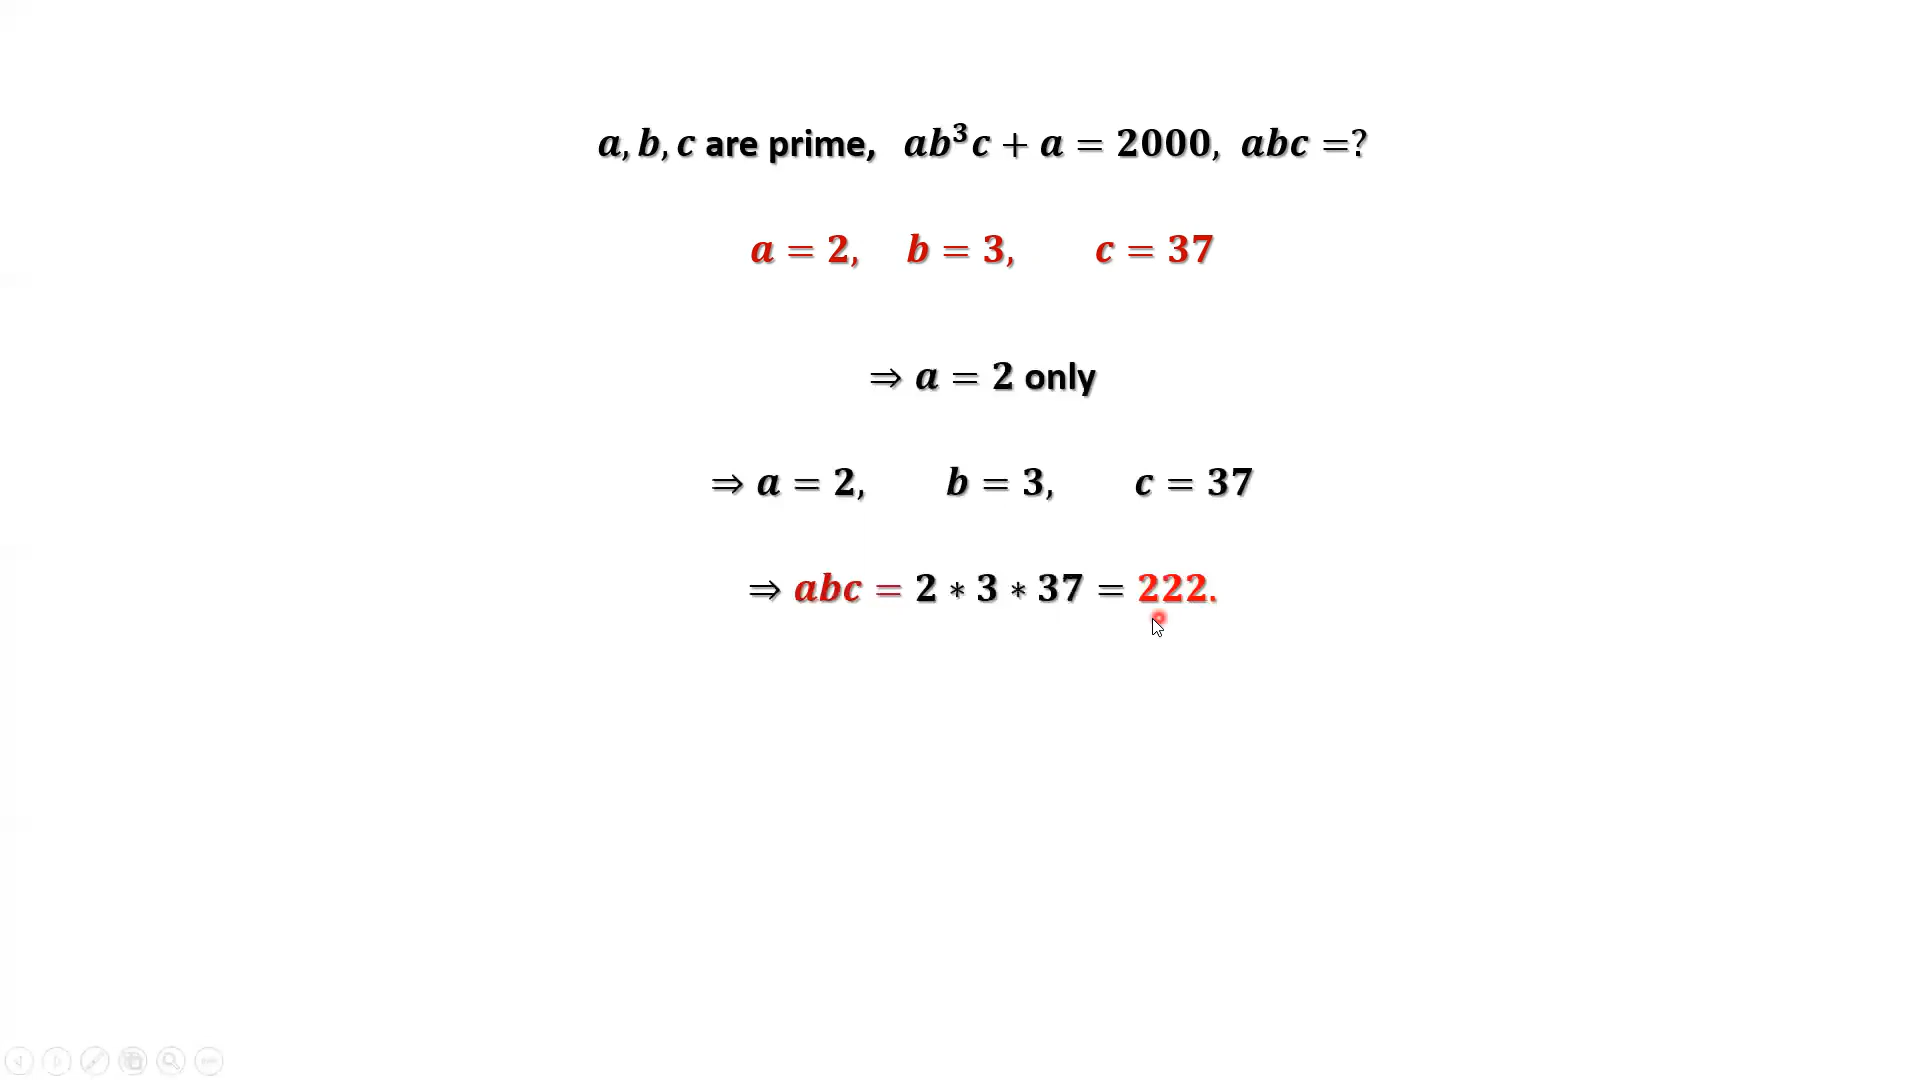 a, b, c are prime, ab³c + a = 2000, abc =?
a = 2, b = 3, c = 37
⇒ a = 2 only
⇒ a = 2, b = 3, c = 37
⇒ abc = 2 ∗ 3 ∗ 37 = 222.